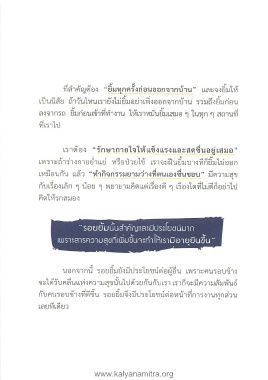 ที่สำคัญต้อง “ยิ้มทุกครั้งก่อนออกจากบ้าน” และจงยิ้มให้
เป็นนิสัย ถ้าวันไหนเรายังไม่ยิ้มอย่าเพิ่งออกจากบ้าน รวมถึงยิ้มก่อน
ลงจากรถ ยิ้มก่อนเข้าที่ทำงาน ให้เราหมั่นยิ้มเสมอ ๆ ในทุก ๆ สถานที่
ที่เราไป
เราต้อง “รักษากายใจให้แข็งแรงและสดชื่นอยู่เสมอ”
เพราะถ้าร่างกายย่ำแย่ หรือป่วยไข้ เราจะฝืนยิ้มบางทีก็ยิ้มไม่ออก
เหมือนกัน แล้ว “ทำกิจกรรมยามว่างที่ตนเองชื่นชอบ” มีความสุข
กับเรื่องเล็ก ๆ น้อย ๆ พยายามคิดแต่เรื่องดี ๆ เรื่องใดที่ไม่ดีก็อย่าไป
คิดให้รกสมอง
“รอยยิ้มนั้นสำคัญและมีประโยชน์มาก
เพราะสารความสุขที่เพิ่มขึ้นจะทำให้เรามีอายุยืนขึ้น”
นอกจากนี้ รอยยิ้มยังมีประโยชน์ต่อผู้อื่น เพราะคนรอบข้าง
จะได้รับคลื่นแห่งความสุขนั้นไปด้วยกันกับเรา เราก็จะมีความสัมพันธ์
กับคนรอบข้างที่ดีขึ้น รอยยิ้มจึงมีประโยชน์ต่อหน้าที่การงานทุกส่วน
เลยทีเดียว
www.kalyanamitra.org